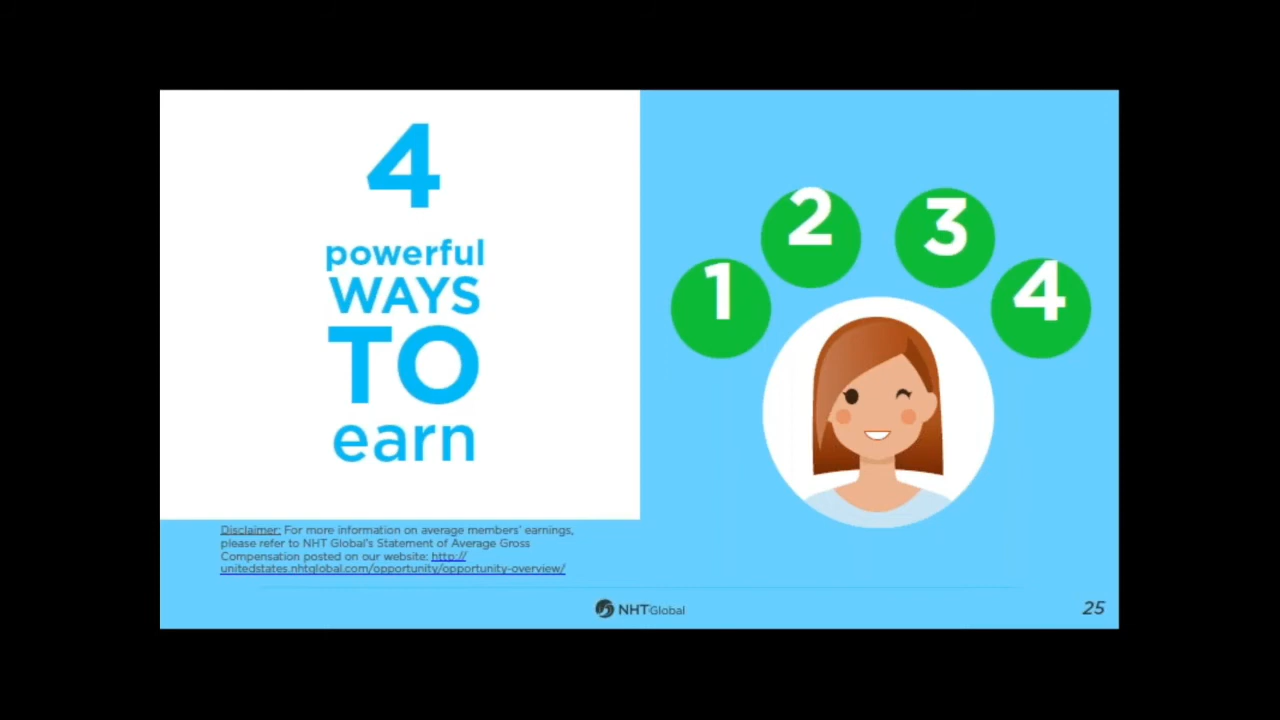 4
powerful
WAYS
TO
earn
1
2
3
4
Disclaimer: For more information on average members' earnings,
please refer to NHT Global's Statement of Average Gross
Compensation posted on our website: http://
unitedstates.nhtglobal.com/opportunity/opportunity-overview/
NHTGlobal
25